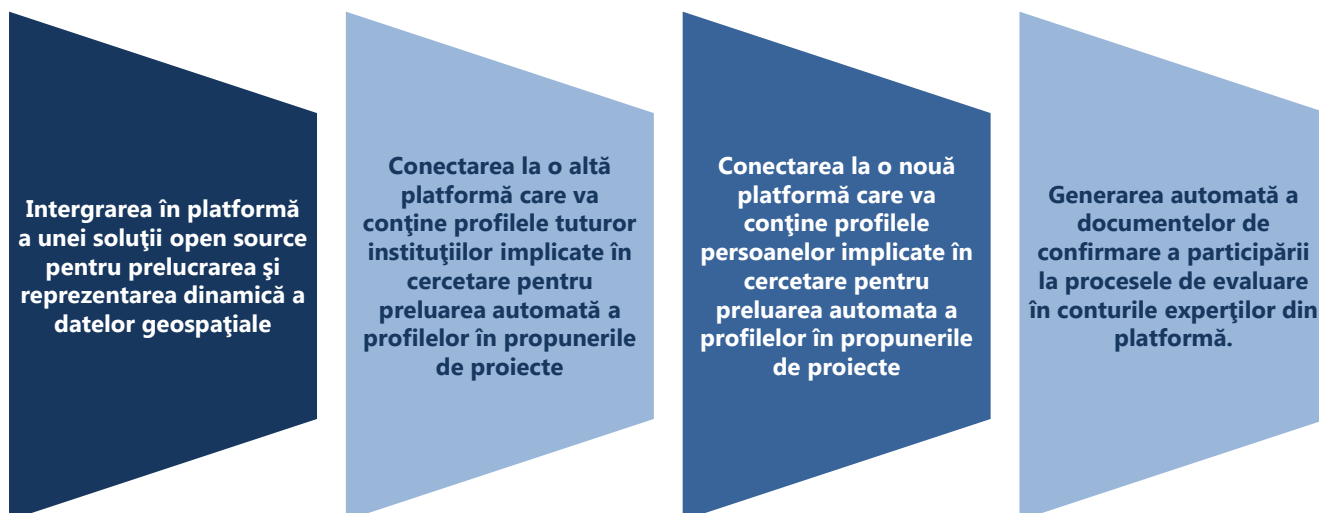 Intergrarea în platformă
a unei soluţii open source
pentru prelucrarea şi
reprezentarea dinamică a
datelor geospaţiale
Conectarea la o altă
platformă care va
conţine profilele tuturor
instituţiilor implicate în
cercetare pentru
preluarea automată a
profilelor în propunerile
de proiecte
Conectarea la o nouă
platformă care va
conţine profilele
persoanelor implicate în
cercetare pentru
preluarea automata a
profilelor în propunerile
de proiecte
Generarea automată a
documentelor de
confirmare a participării
la procesele de evaluare
în conturile experţilor din
platformă.